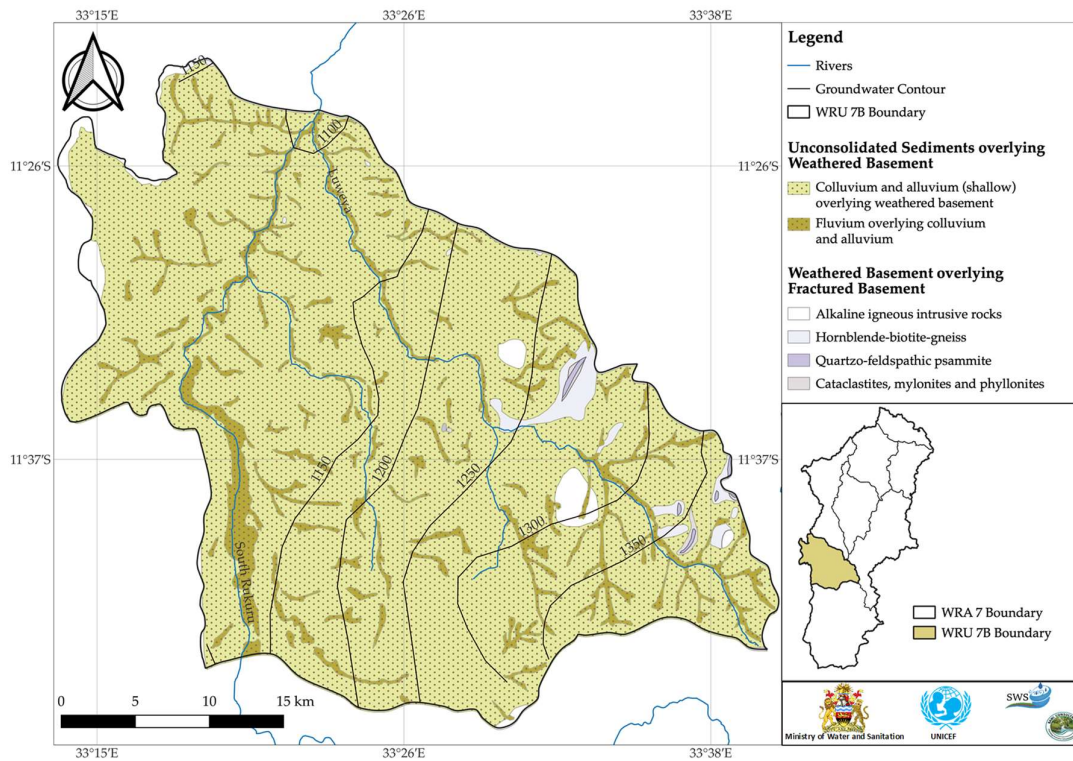 33°15'E
33°26'E
33°38'E
11°26'S
11°26'S
11°37'S
11°37'S
1150
1100
Luweya
1150
1200
1250
1300
1350
South Rukuru
0 5 10 15 km
33°15'E
33°26'E
33°38'E
Legend
Rivers
Groundwater Contour
WRU 7B Boundary
Unconsolidated Sediments overlying
Weathered Basement
Colluvium and alluvium (shallow)
overlying weathered basement
Fluvium overlying colluvium
and alluvium
Weathered Basement overlying
Fractured Basement
Alkaline igneous intrusive rocks
Hornblende-biotite-gneiss
Quartzo-feldspathic psammite
Cataclastites, mylonites and phyllonites
WRA 7 Boundary
WRU 7B Boundary
Ministry of Water and Sanitation
UNICEF
SWS